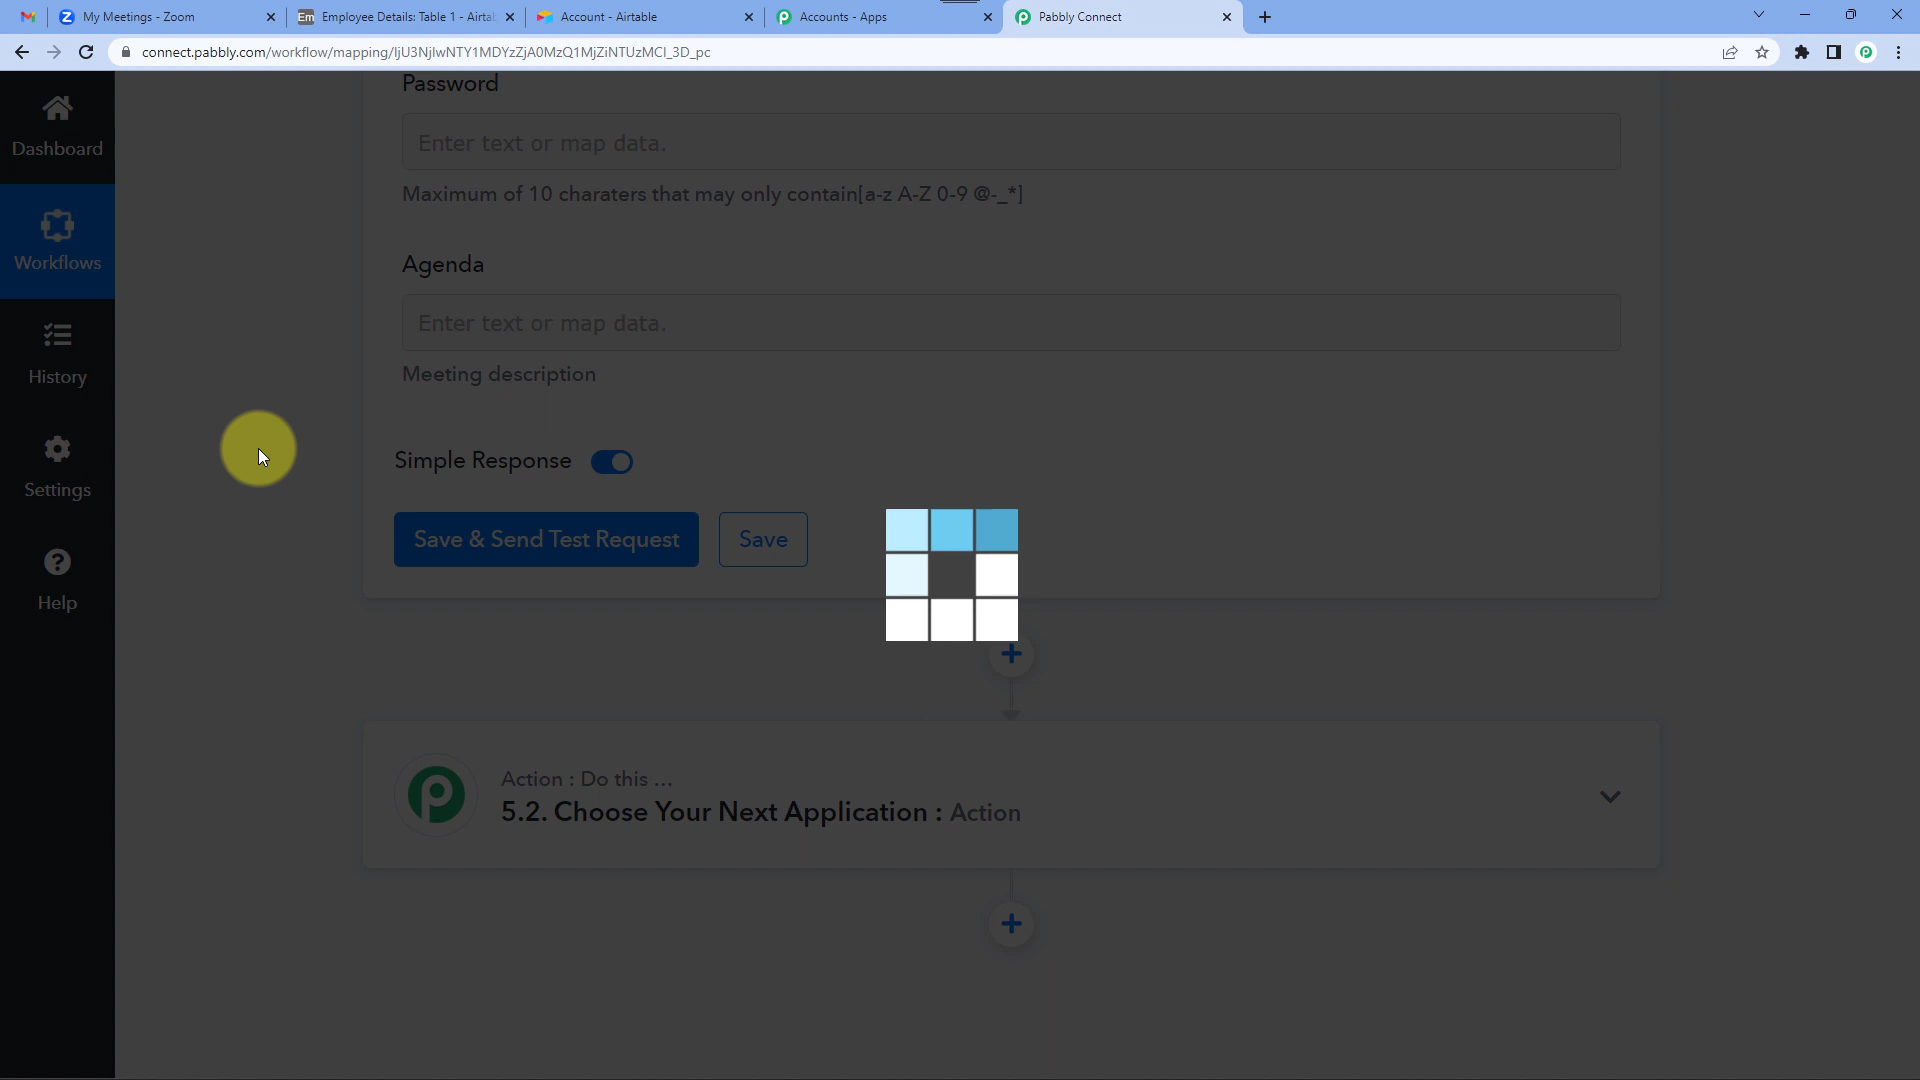 My Meetings - Zoom
Em
Employee Details: Table 1 - Airtab
Account - Airtable
Accounts - Apps
Pabbly Connect
connect.pabbly.com/workflow/mapping/IjU3NjIwNTY1MDYzZjA0MzQ1MjZiNTUzMCI_3D_pc
Dashboard
Workflows
History
Settings
Help
Password
Enter text or map data.
Maximum of 10 charaters that may only contain[a-z A-Z 0-9 @-_*]
Agenda
Enter text or map data.
Meeting description
Simple Response
Save & Send Test Request
Save
Action : Do this ...
5.2. Choose Your Next Application : Action